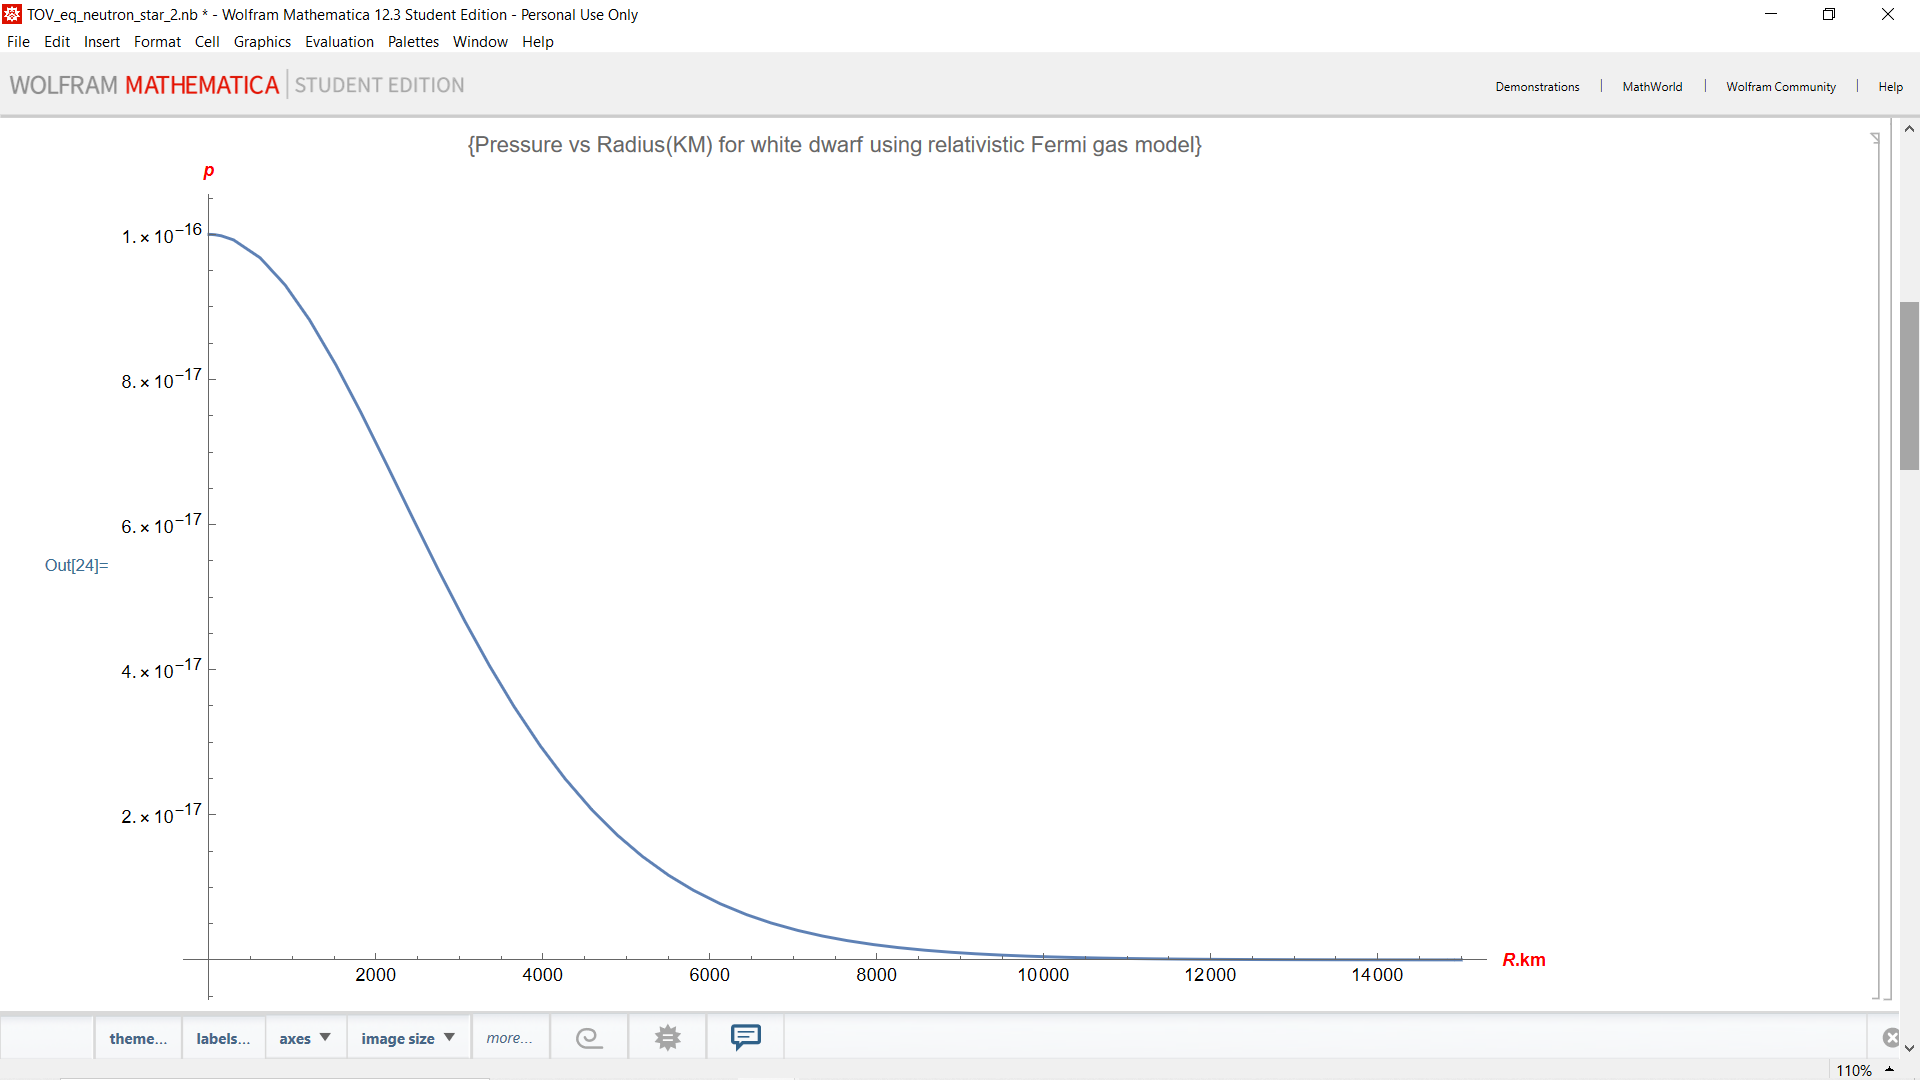 TOV_eq_neutron_star_2.nb * - Wolfram Mathematica 12.3 Student Edition - Personal Use Only
File Edit Insert Format Cell Graphics Evaluation Palettes Window Help
WOLFRAM MATHEMATICA STUDENT EDITION
Demonstrations MathWorld Wolfram Community Help
{Pressure vs Radius(KM) for white dwarf using relativistic Fermi gas model}
p
1.×10⁻¹⁶
8.×10⁻¹⁷
6.×10⁻¹⁷
Out[24]=
4.×10⁻¹⁷
2.×10⁻¹⁷
R.km
2000 4000 6000 8000 10000 12000 14000
theme... labels... axes image size more...
110%